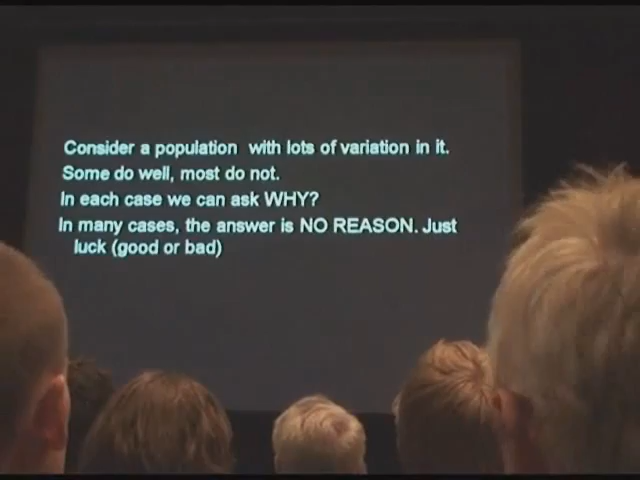 Consider a population with lots of variation in it.
Some do well, most do not.
In each case we can ask WHY?
In many cases, the answer is NO REASON. Just
luck (good or bad)